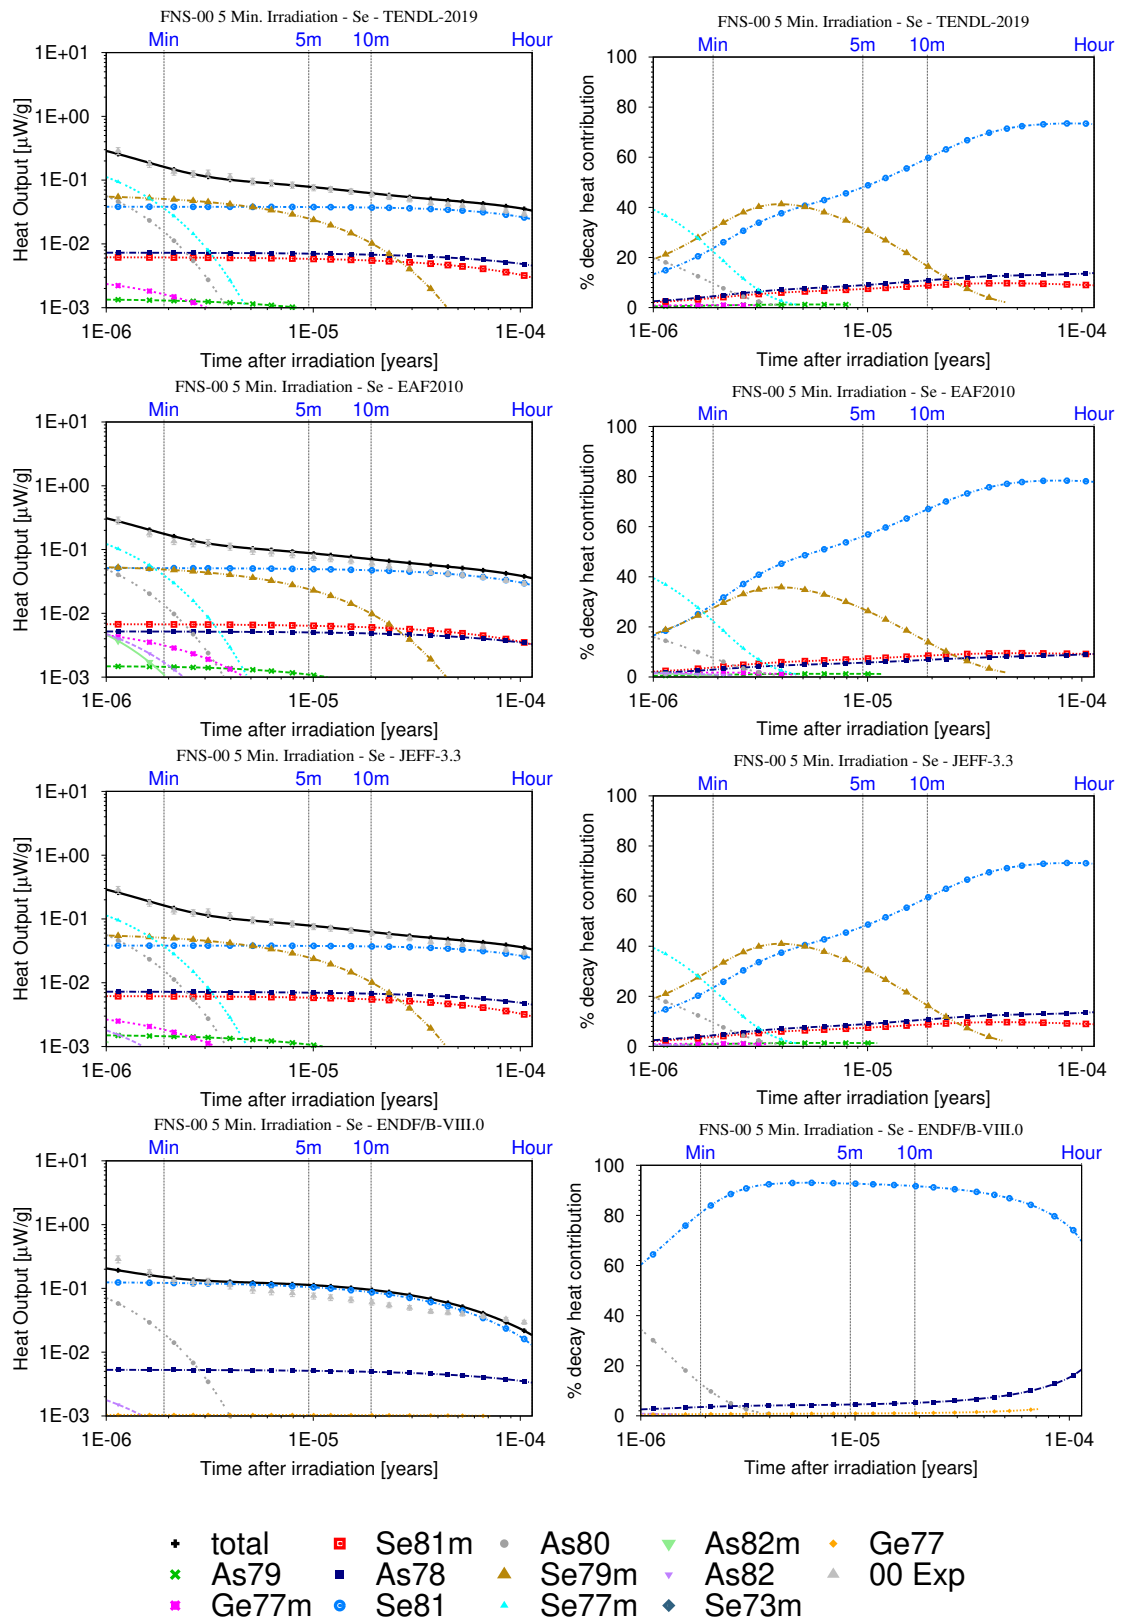 FNS-00 5 Min. Irradiation - Se - TENDL-2019
Min 5m 10m Hour
1E+01
1E+00
1E-01
1E-02
1E-03
Heat Output [µW/g]
1E-06 1E-05 1E-04
Time after irradiation [years]
FNS-00 5 Min. Irradiation - Se - TENDL-2019
Min 5m 10m Hour
100
80
60
40
20
0
% decay heat contribution
1E-06 1E-05 1E-04
Time after irradiation [years]
FNS-00 5 Min. Irradiation - Se - EAF2010
Min 5m 10m Hour
1E+01
1E+00
1E-01
1E-02
1E-03
Heat Output [µW/g]
1E-06 1E-05 1E-04
Time after irradiation [years]
FNS-00 5 Min. Irradiation - Se - EAF2010
Min 5m 10m Hour
100
80
60
40
20
0
% decay heat contribution
1E-06 1E-05 1E-04
Time after irradiation [years]
FNS-00 5 Min. Irradiation - Se - JEFF-3.3
Min 5m 10m Hour
1E+01
1E+00
1E-01
1E-02
1E-03
Heat Output [µW/g]
1E-06 1E-05 1E-04
Time after irradiation [years]
FNS-00 5 Min. Irradiation - Se - JEFF-3.3
Min 5m 10m Hour
100
80
60
40
20
0
% decay heat contribution
1E-06 1E-05 1E-04
Time after irradiation [years]
FNS-00 5 Min. Irradiation - Se - ENDF/B-VIII.0
Min 5m 10m Hour
1E+01
1E+00
1E-01
1E-02
1E-03
Heat Output [µW/g]
1E-06 1E-05 1E-04
Time after irradiation [years]
FNS-00 5 Min. Irradiation - Se - ENDF/B-VIII.0
Min 5m 10m Hour
100
80
60
40
20
0
% decay heat contribution
1E-06 1E-05 1E-04
Time after irradiation [years]
total Se81m As80 As82m Ge77
As79 As78 Se79m As82 00 Exp
Ge77m Se81 Se77m Se73m